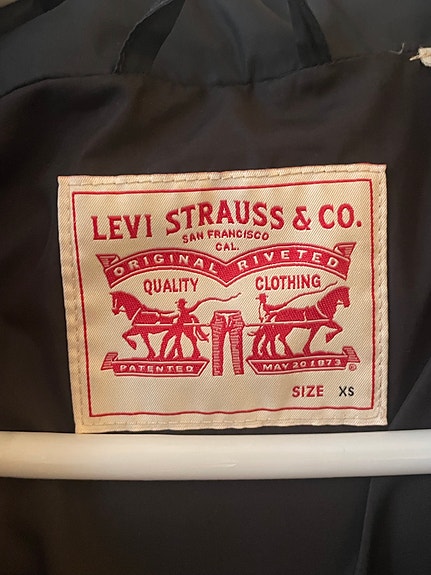 LEVI STRAUSS & CO.
SAN FRANCISCO
CAL.
ORIGINAL RIVETED
QUALITY CLOTHING
PATENTED MAY 20 1873 ®
SIZE XS